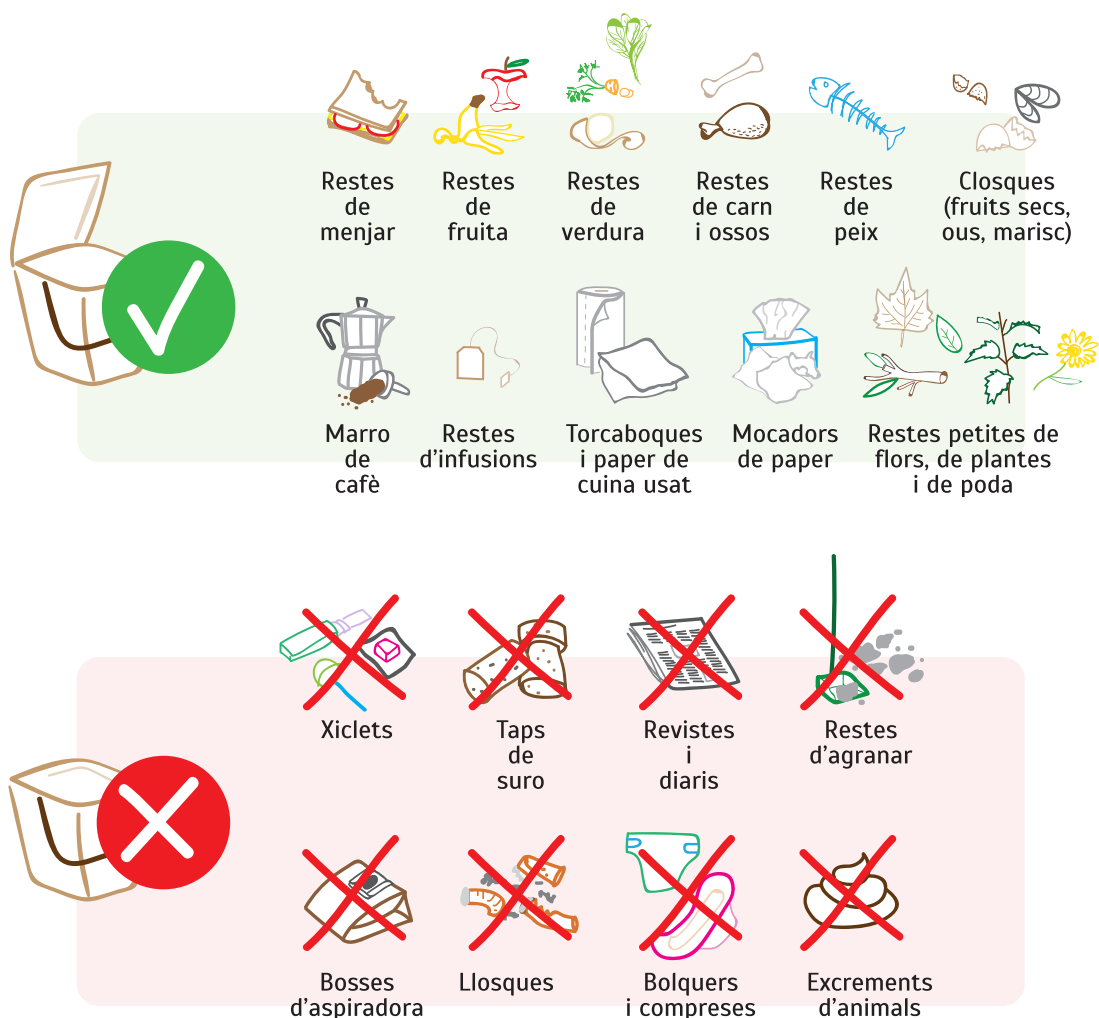 Restes
de
menjar
Restes
de
fruita
Restes
de
verdura
Restes
de carn
i ossos
Restes
de
peix
Closques
(fruits secs,
ous, marisc)
Marro
de
cafè
Restes
d’infusions
Torcaboques
i paper de
cuina usat
Mocadors
de paper
Restes petites de
flors, de plantes
i de poda
Xiclets
Taps
de
suro
Revistes
i
diaris
Restes
d’agranar
Bosses
d’aspiradora
Llosques
Bolquers
i compreses
Excrements
d’animals